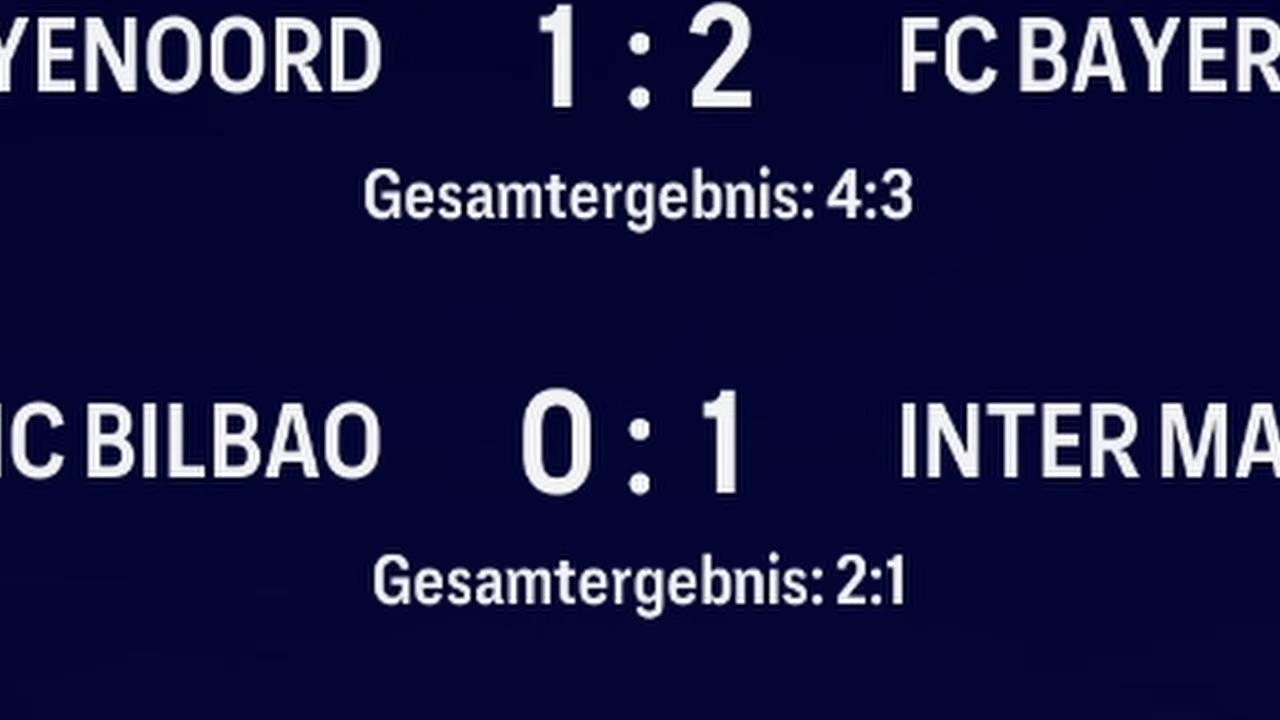 YENOORD 1 : 2 FC BAYER
Gesamtergebnis: 4:3
IC BILBAO 0 : 1 INTER MA
Gesamtergebnis: 2:1